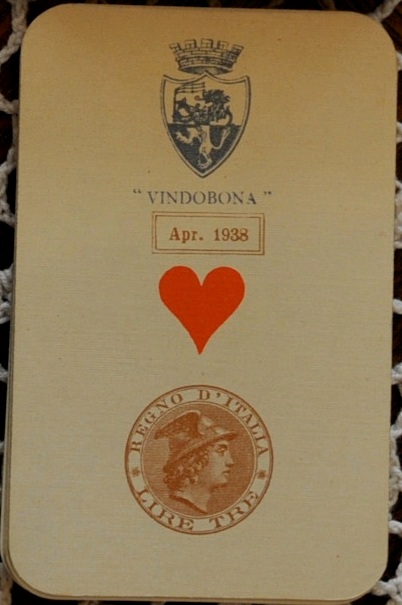 "VINDOBONA"
Apr. 1938
REGNO D'ITALIA
LIRE TRE